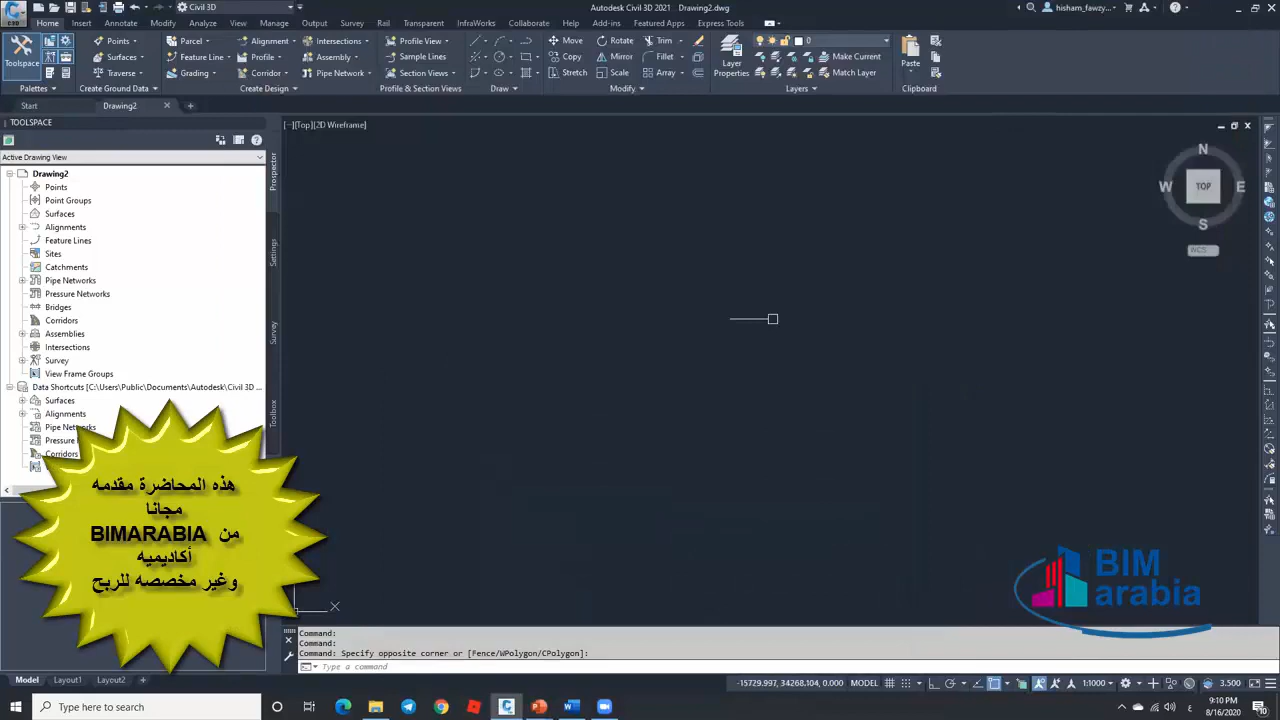 C3D
Civil 3D
Autodesk Civil 3D 2021 Drawing2.dwg
hisham_fawzy...
Home Insert Annotate Modify Analyze View Manage Output Survey Rail Transparent InfraWorks Collaborate Help Add-ins Featured Apps Express Tools
Toolspace
Palettes
Points
Surfaces
Traverse
Create Ground Data
Parcel
Feature Line
Grading
Alignment
Profile
Corridor
Intersections
Assembly
Pipe Network
Create Design
Profile View
Sample Lines
Section Views
Profile & Section Views
Draw
Move
Copy
Stretch
Rotate
Mirror
Scale
Trim
Fillet
Array
Modify
Layer
Properties
0
Make Current
Match Layer
Layers
Paste
Clipboard
Start
Drawing2
TOOLSPACE
Active Drawing View
Drawing2
Points
Point Groups
Surfaces
Alignments
Feature Lines
Sites
Catchments
Pipe Networks
Pressure Networks
Bridges
Corridors
Assemblies
Intersections
Survey
View Frame Groups
Data Shortcuts [C:\Users\Public\Documents\Autodesk\Civil 3D ...
Surfaces
Alignments
Pipe Networks
Pressure
Corridors
Prospector
Settings
Survey
Toolbox
[−][Top][2D Wireframe]
N
W TOP E
S
WCS
هذه المحاضرة مقدمه
مجانا
من BIMARABIA
أكاديميه
وغير مخصصه للربح
BIM
arabia
Command:
Command:
Command: Specify opposite corner or [Fence/WPolygon/CPolygon]:
Type a command
Model Layout1 Layout2
-15729.997, 34268.104, 0.000 MODEL 1:1000 3.500
Type here to search
9:10 PM
8/16/2020